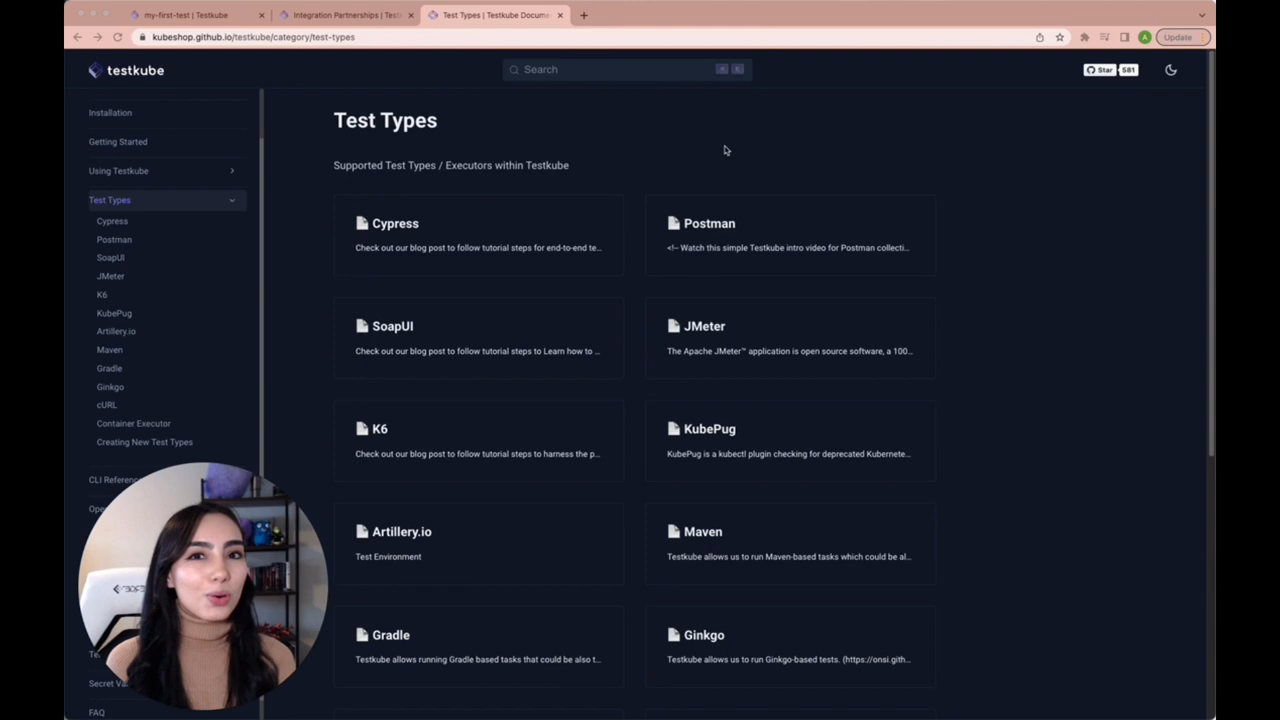 my-first-test | Testkube
Integration Partnerships | Test
Test Types | Testkube Docume
kubeshop.github.io/testkube/category/test-types
A
Update
testkube
Search
K
Star
581
Installation
Getting Started
Using Testkube
Test Types
Cypress
Postman
SoapUI
JMeter
K6
KubePug
Artillery.io
Maven
Gradle
Ginkgo
cURL
Container Executor
Creating New Test Types
CLI Referenc
Ope
Te
Secret Va
FAQ
Test Types
Supported Test Types / Executors within Testkube
Cypress
Check out our blog post to follow tutorial steps for end-to-end te...
Postman
<!-- Watch this simple Testkube intro video for Postman collecti...
SoapUI
Check out our blog post to follow tutorial steps to Learn how to ...
JMeter
The Apache JMeter™ application is open source software, a 100...
K6
Check out our blog post to follow tutorial steps to harness the p...
KubePug
KubePug is a kubectl plugin checking for deprecated Kubernete...
Artillery.io
Test Environment
Maven
Testkube allows us to run Maven-based tasks which could be al...
Gradle
Testkube allows running Gradle based tasks that could be also t...
Ginkgo
Testkube allows us to run Ginkgo-based tests. (https://onsi.gith...